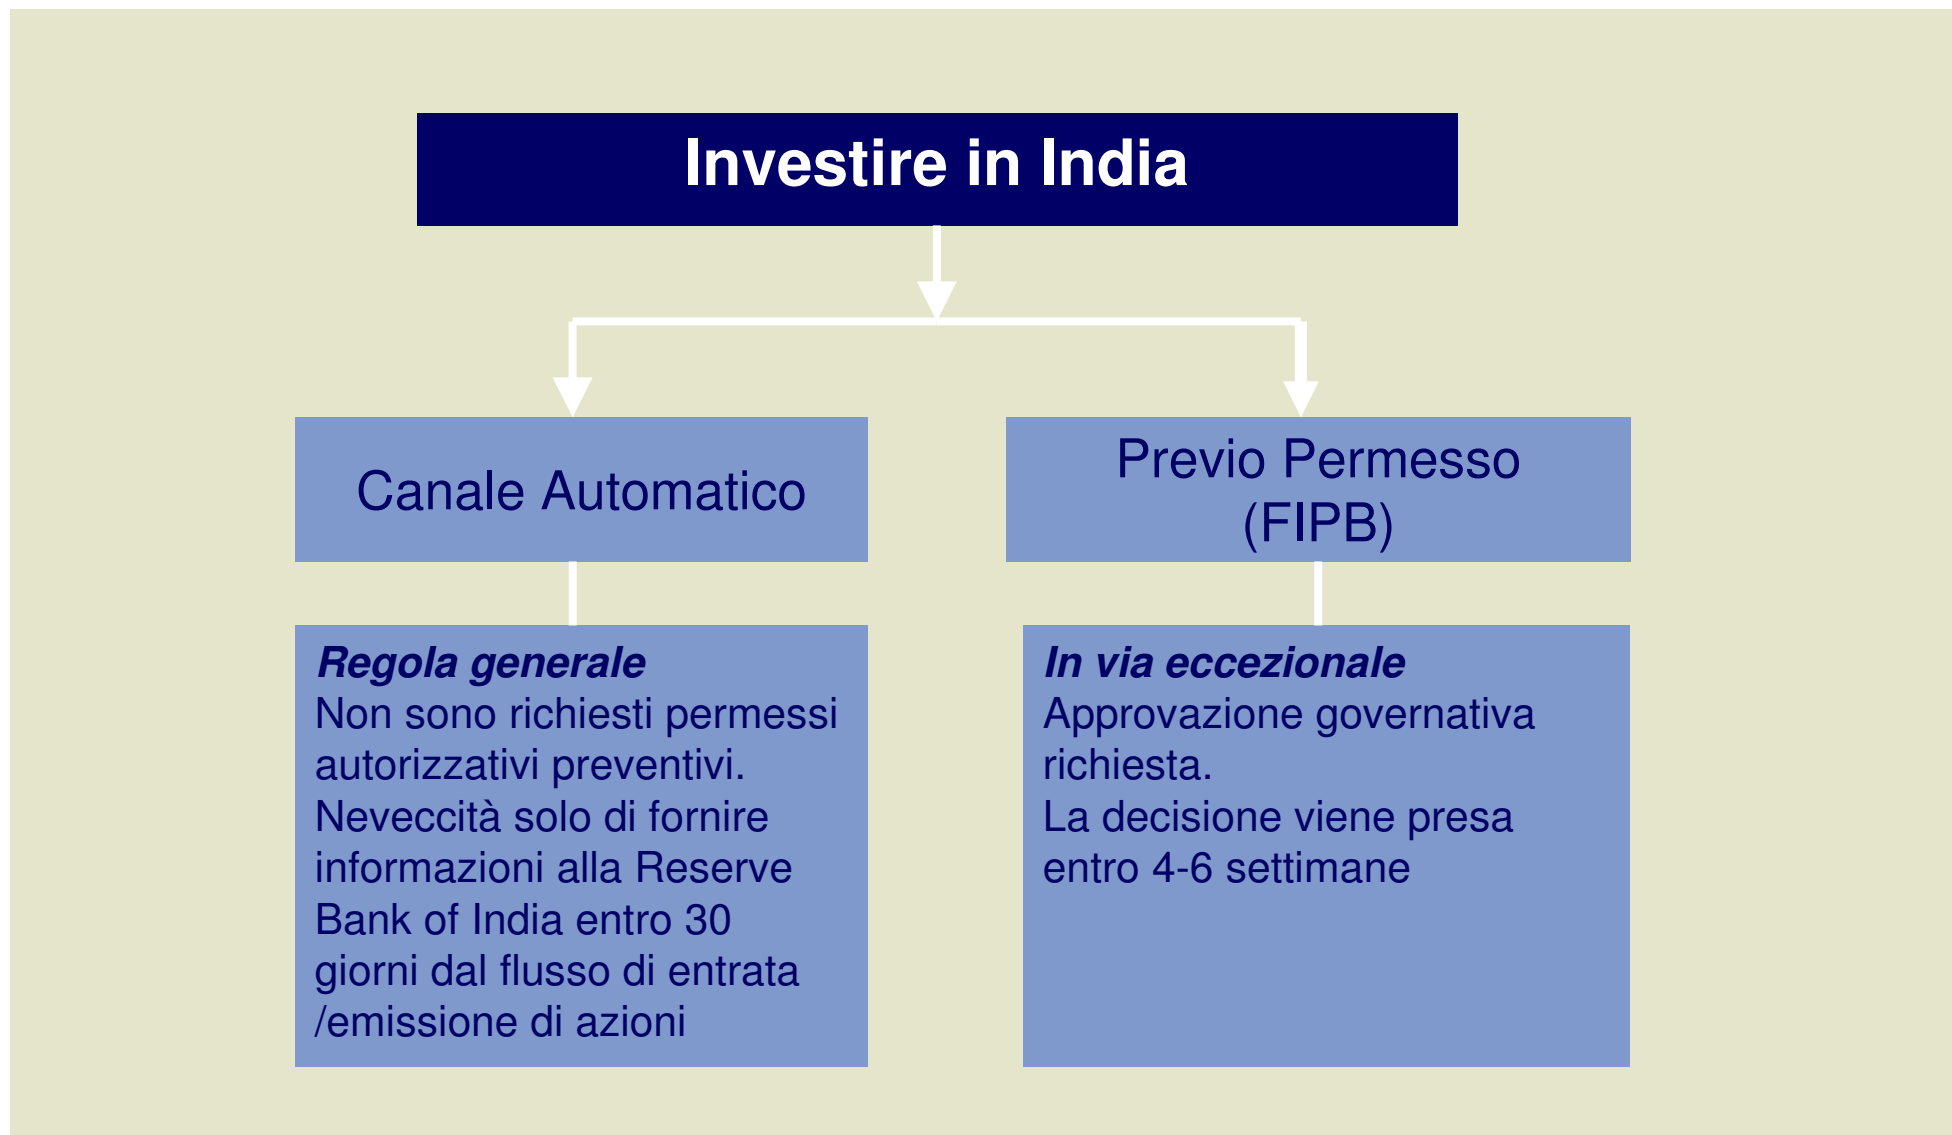 Investire in India
Canale Automatico
Previo Permesso
(FIPB)
Regola generale
Non sono richiesti permessi
autorizzativi preventivi.
Neveccità solo di fornire
informazioni alla Reserve
Bank of India entro 30
giorni dal flusso di entrata
/emissione di azioni
In via eccezionale
Approvazione governativa
richiesta.
La decisione viene presa
entro 4-6 settimane